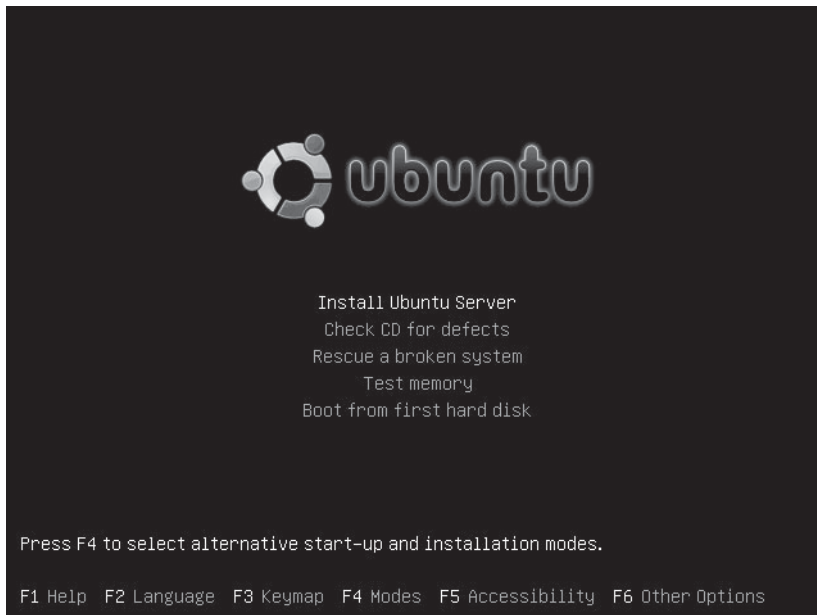 ubuntu
Install Ubuntu Server
Check CD for defects
Rescue a broken system
Test memory
Boot from first hard disk
Press F4 to select alternative start-up and installation modes.
F1 Help F2 Language F3 Keymap F4 Modes F5 Accessibility F6 Other Options